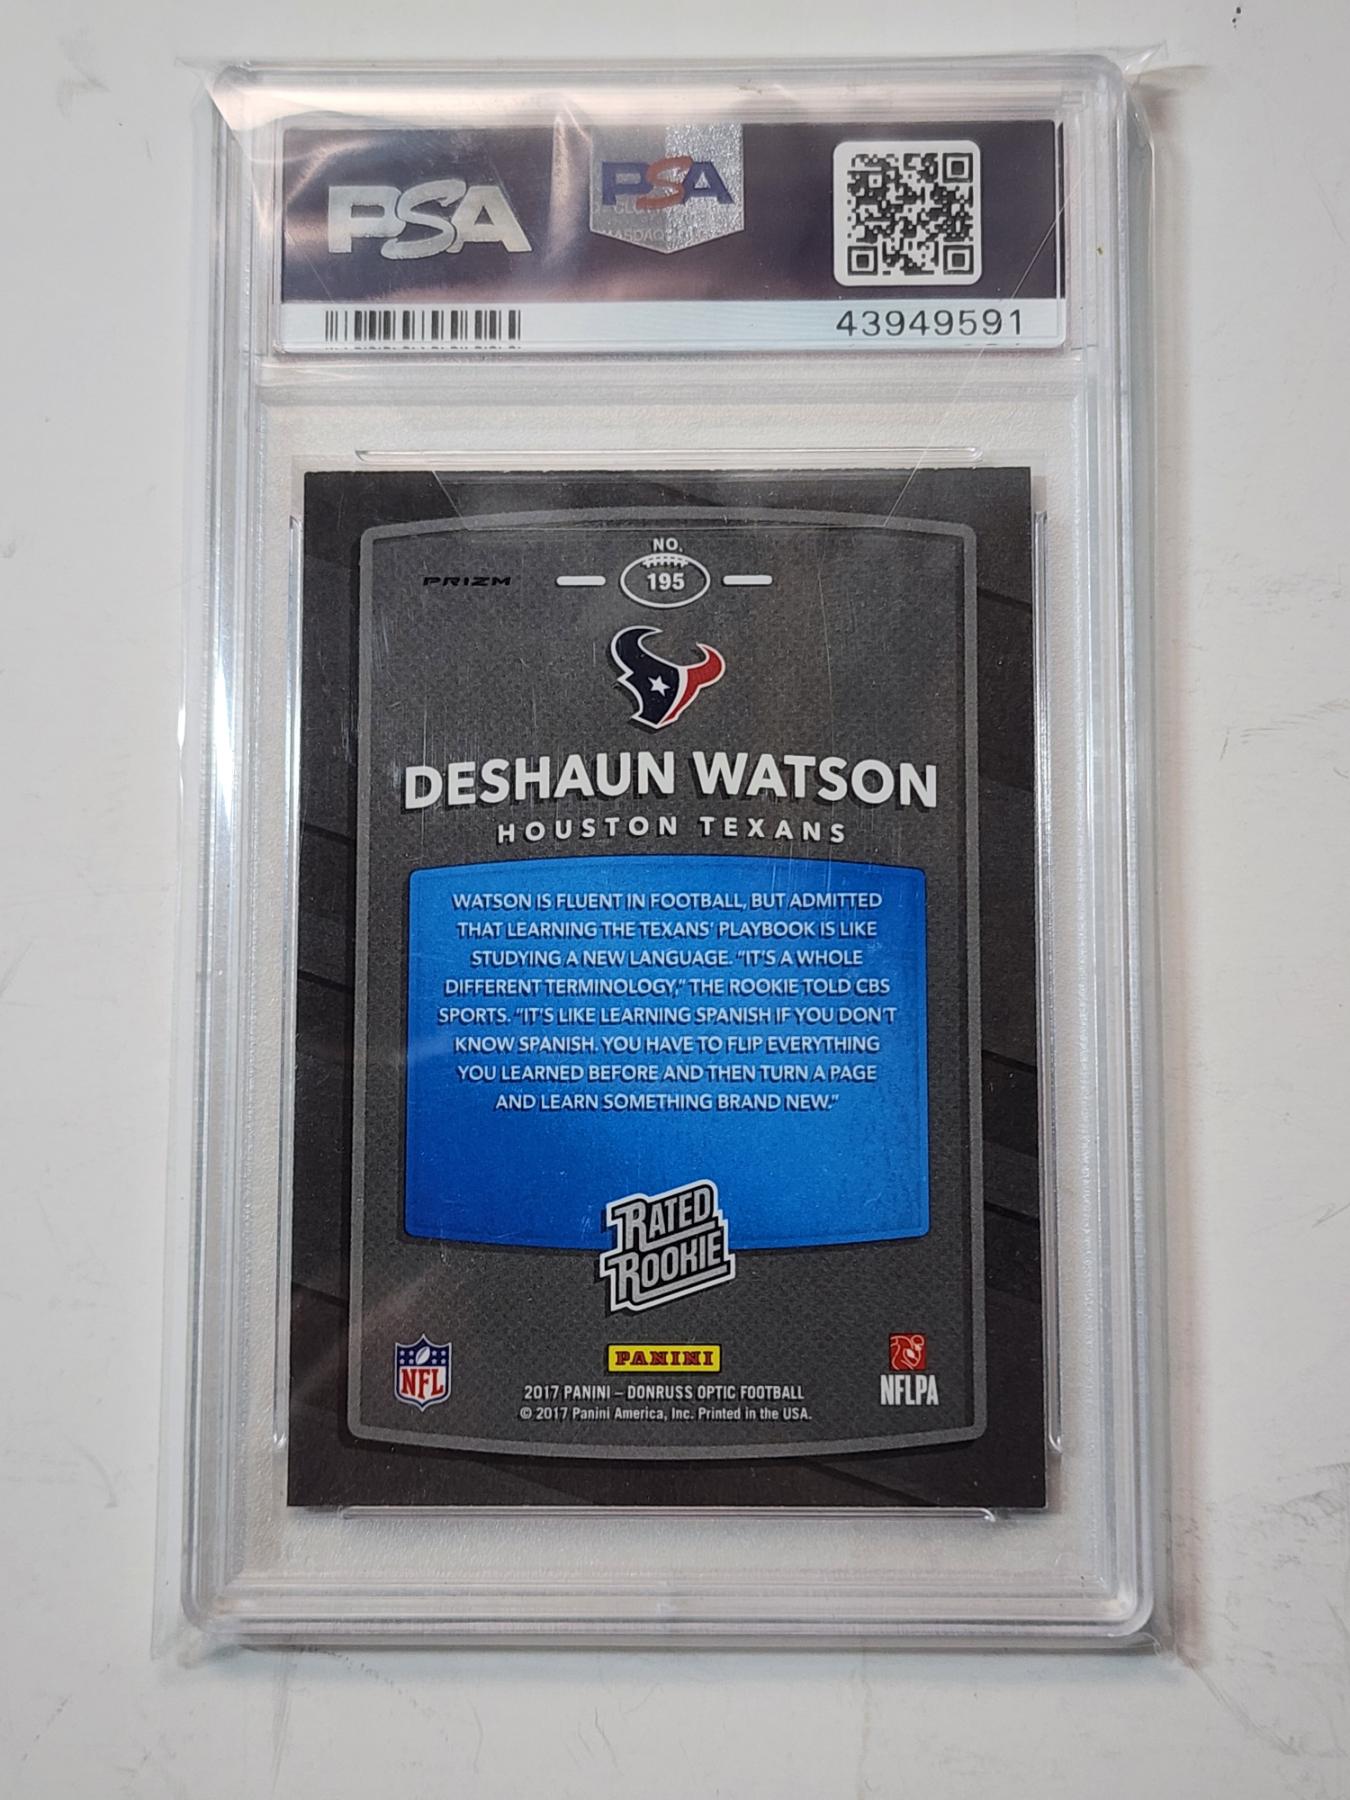 PSA
PSA
NASDAQ
43949591
NO.
PRIZM
195
DESHAUN WATSON
HOUSTON TEXANS
WATSON IS FLUENT IN FOOTBALL, BUT ADMITTED
THAT LEARNING THE TEXANS' PLAYBOOK IS LIKE
STUDYING A NEW LANGUAGE. "IT'S A WHOLE
DIFFERENT TERMINOLOGY," THE ROOKIE TOLD CBS
SPORTS. "IT'S LIKE LEARNING SPANISH IF YOU DON'T
KNOW SPANISH. YOU HAVE TO FLIP EVERYTHING
YOU LEARNED BEFORE AND THEN TURN A PAGE
AND LEARN SOMETHING BRAND NEW."
RATED
ROOKIE
NFL
PANINI
NFLPA
2017 PANINI – DONRUSS OPTIC FOOTBALL
© 2017 Panini America, Inc. Printed in the USA.